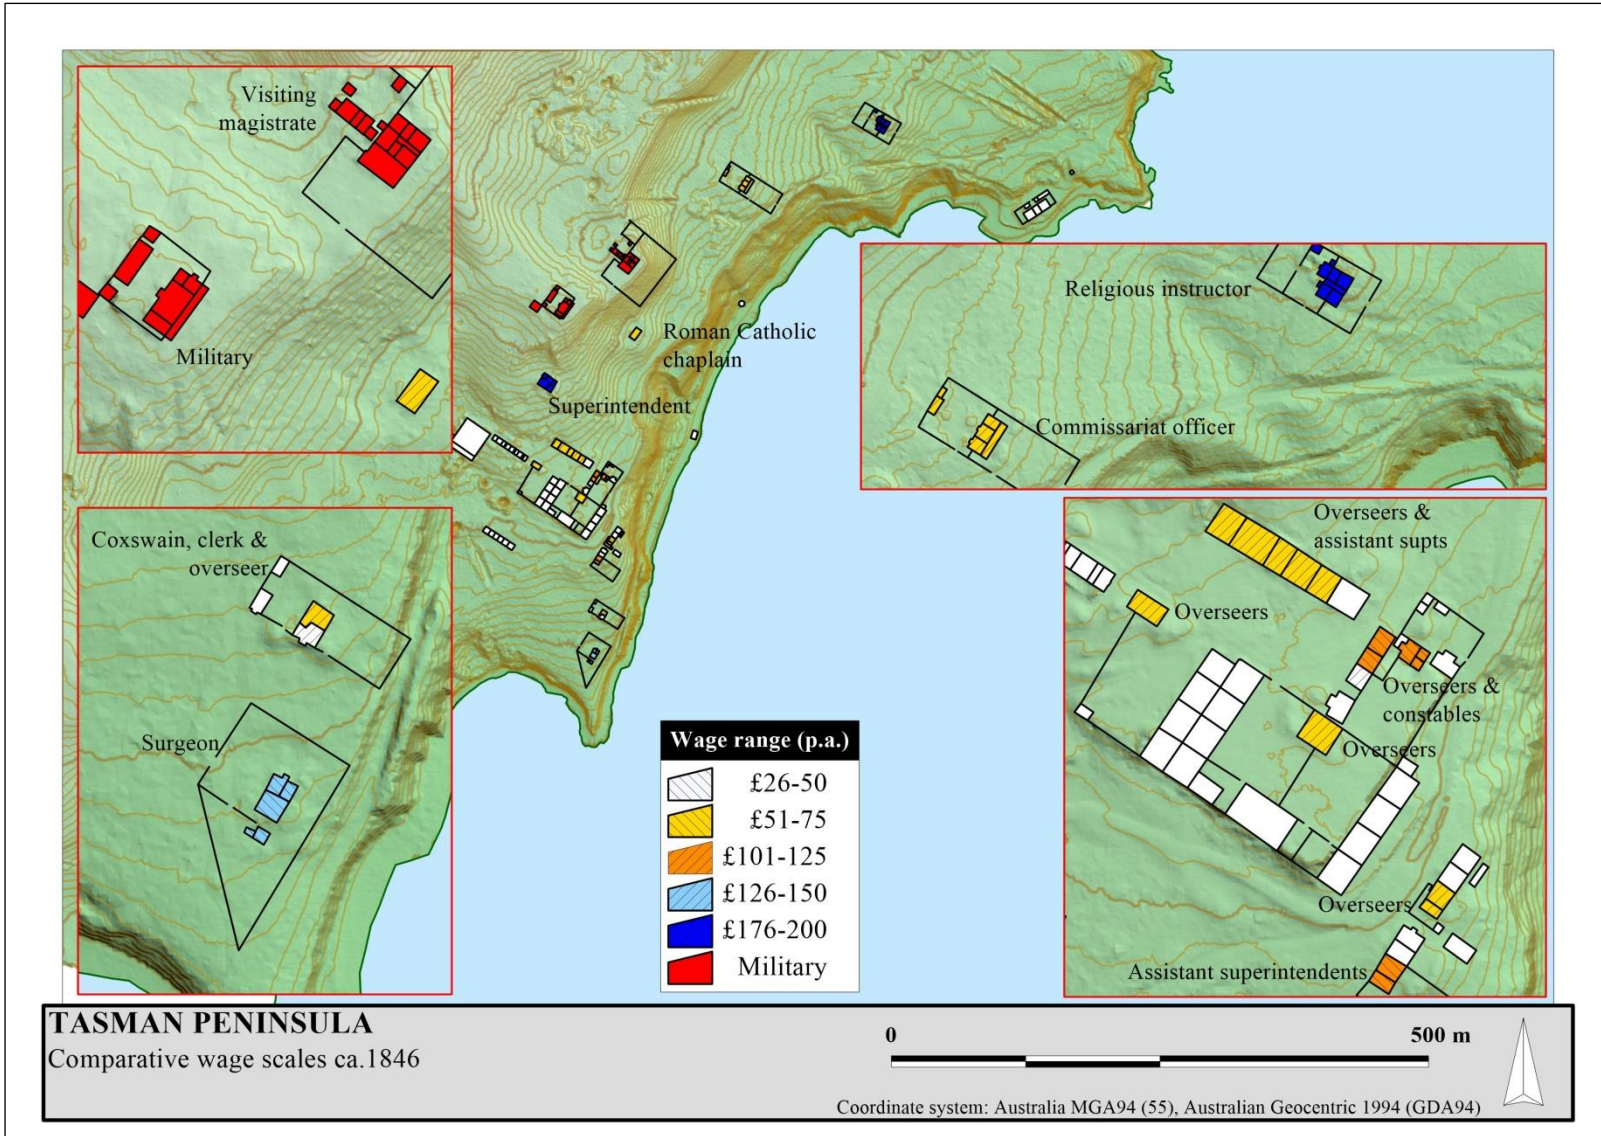 Visiting
magistrate
Military
Roman Catholic
chaplain
Superintendent
Religious instructor
Commissariat officer
Coxswain, clerk &
overseer
Surgeon
Overseers &
assistant supts
Overseers
Overseers &
constables
Overseers
Overseers
Assistant superintendents
Wage range (p.a.)
£26-50
£51-75
£101-125
£126-150
£176-200
Military
TASMAN PENINSULA
Comparative wage scales ca.1846
0 500 m
Coordinate system: Australia MGA94 (55), Australian Geocentric 1994 (GDA94)